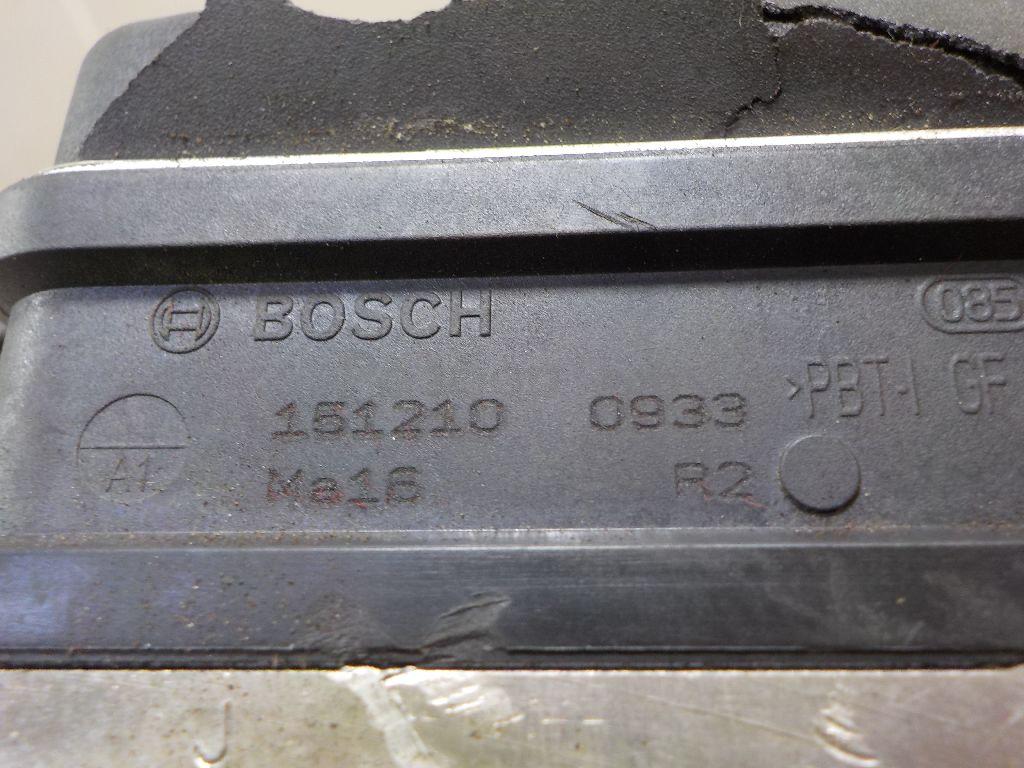 BOSCH
085
>PBT-I GF
151210 0933
A1
Ma16 R2